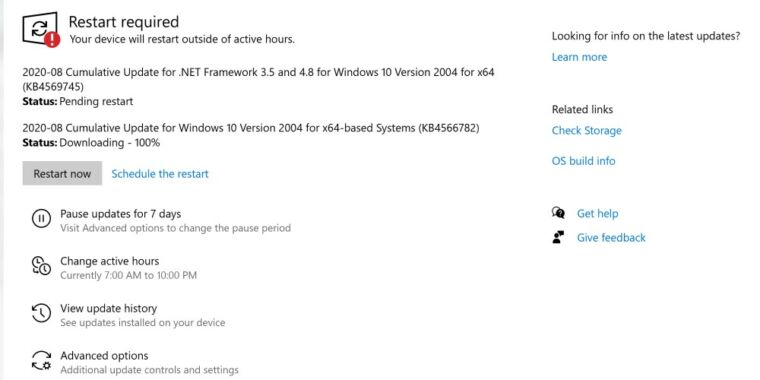 Restart required
Your device will restart outside of active hours.
2020-08 Cumulative Update for .NET Framework 3.5 and 4.8 for Windows 10 Version 2004 for x64
(KB4569745)
Status: Pending restart
2020-08 Cumulative Update for Windows 10 Version 2004 for x64-based Systems (KB4566782)
Status: Downloading - 100%
Restart now Schedule the restart
Pause updates for 7 days
Visit Advanced options to change the pause period
Change active hours
Currently 7:00 AM to 10:00 PM
View update history
See updates installed on your device
Advanced options
Additional update controls and settings
Looking for info on the latest updates?
Learn more
Related links
Check Storage
OS build info
Get help
Give feedback